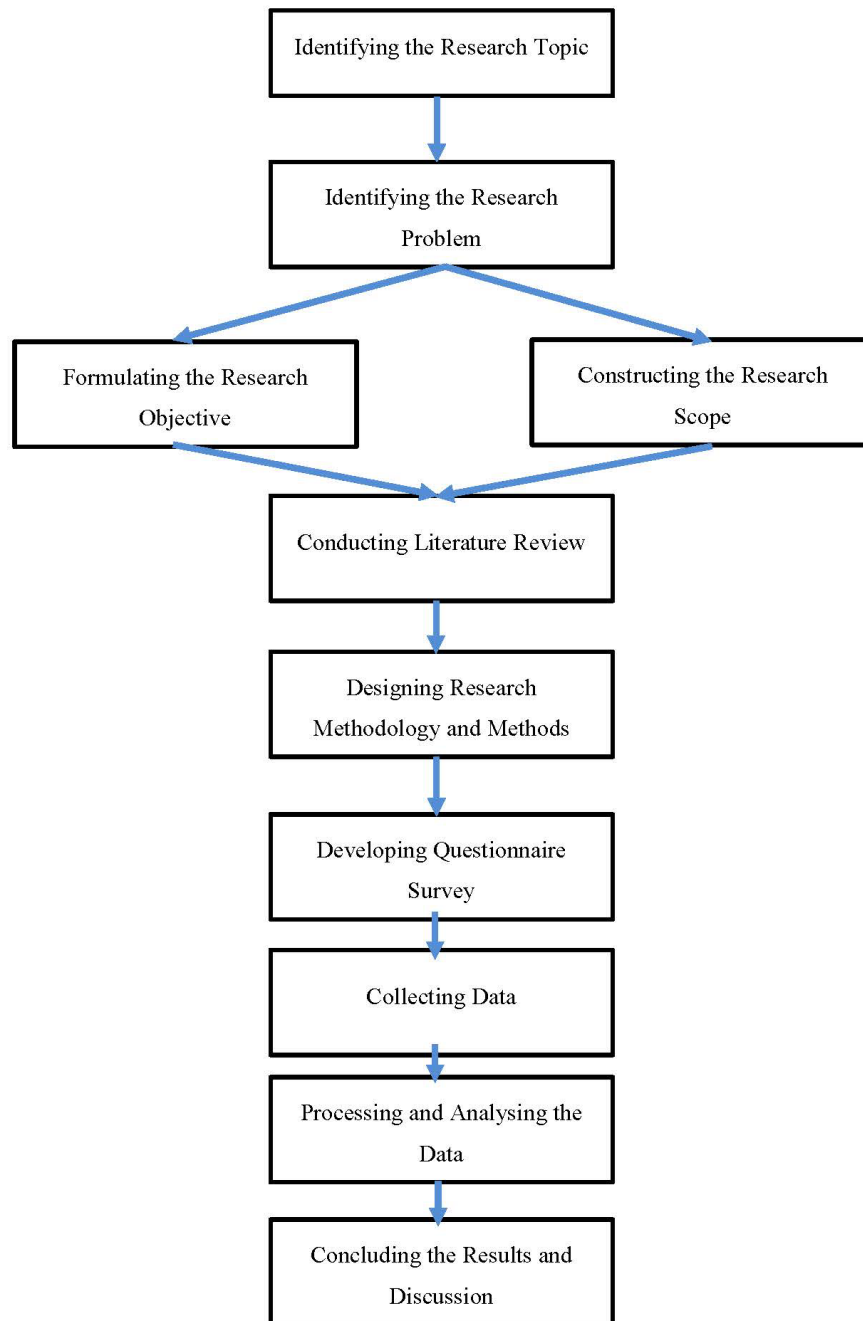 Identifying the Research Topic
Identifying the Research
Problem
Formulating the Research
Objective
Constructing the Research
Scope
Conducting Literature Review
Designing Research
Methodology and Methods
Developing Questionnaire
Survey
Collecting Data
Processing and Analysing the
Data
Concluding the Results and
Discussion